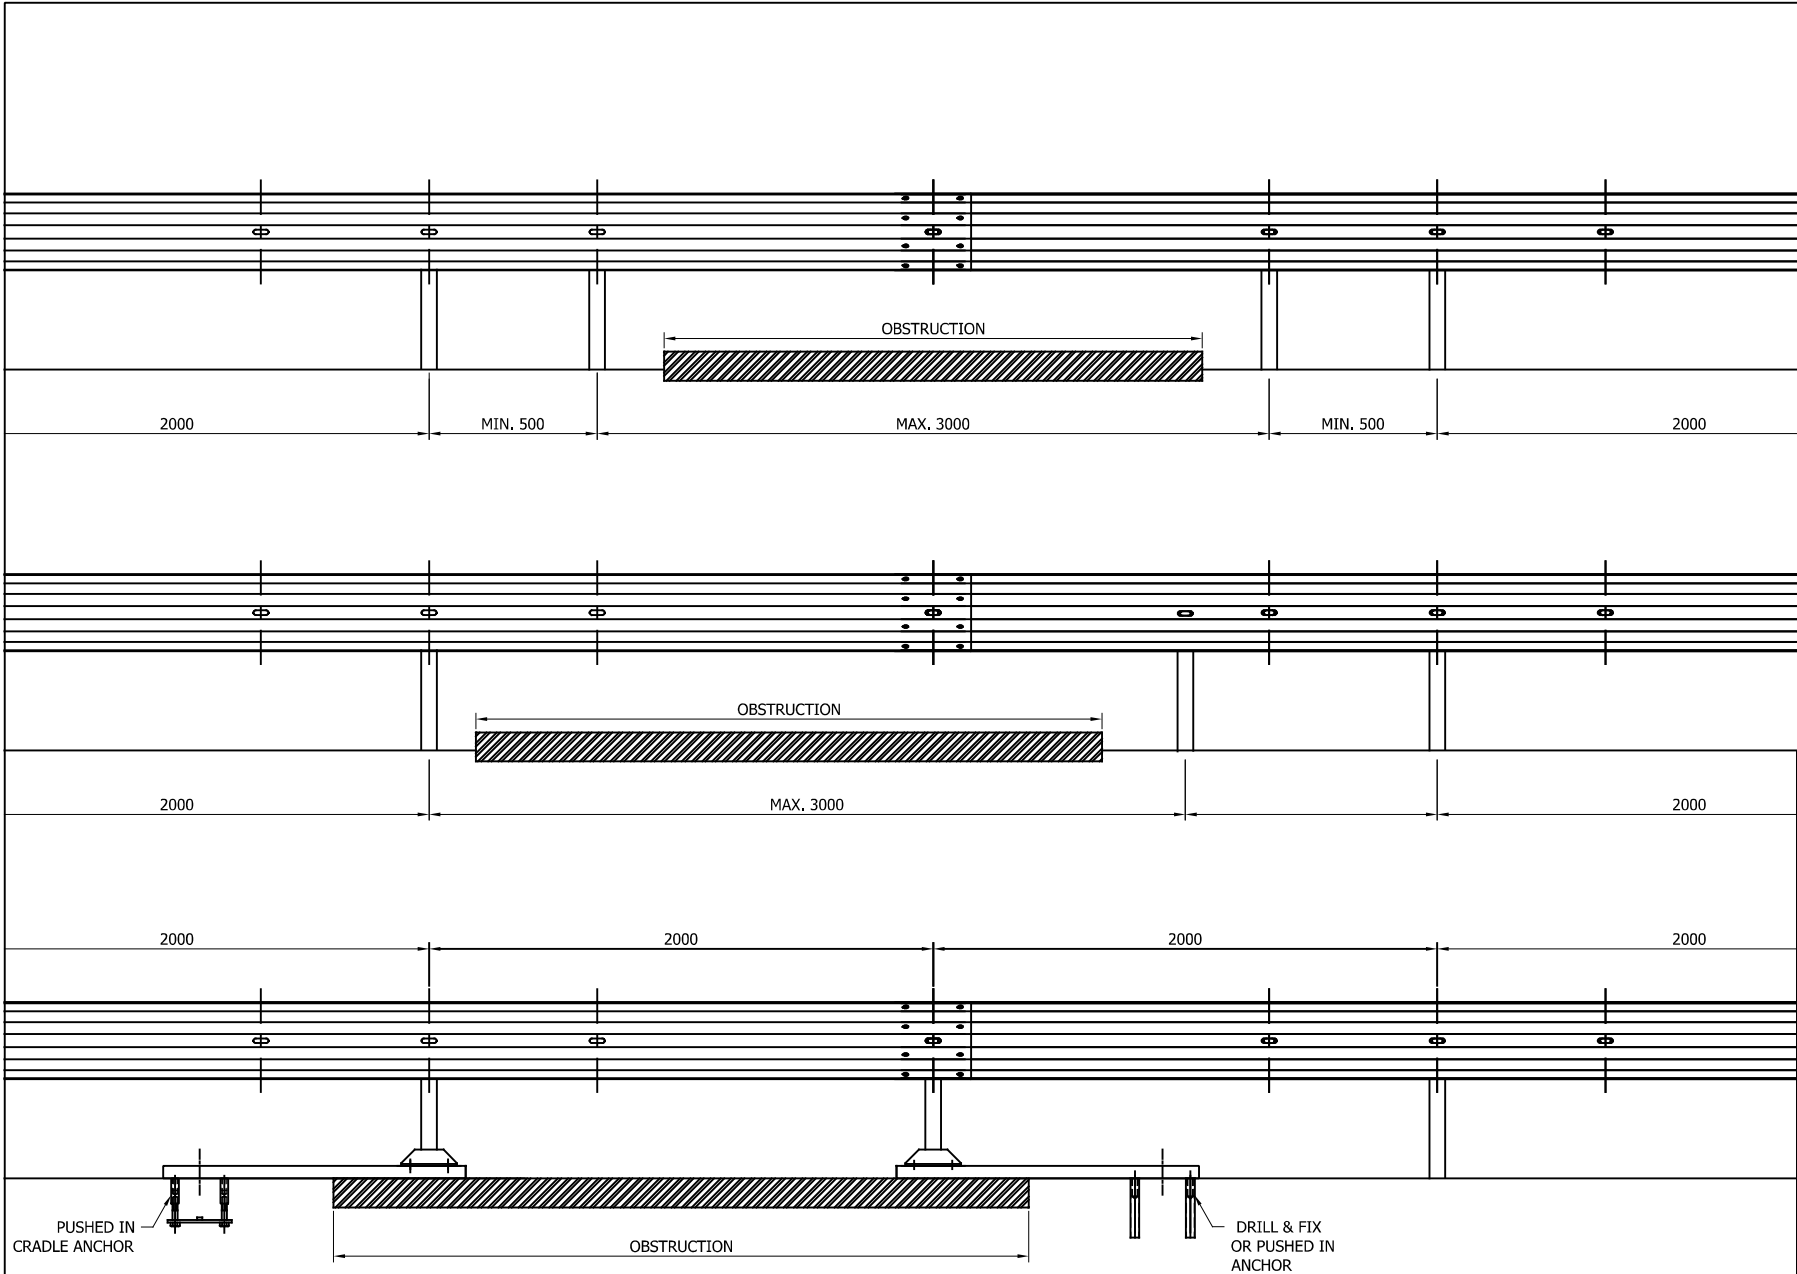 OBSTRUCTION
2000 MIN. 500 MAX. 3000 MIN. 500 2000
OBSTRUCTION
2000 MAX. 3000 2000
2000 2000 2000 2000
PUSHED IN
CRADLE ANCHOR
OBSTRUCTION
DRILL & FIX
OR PUSHED IN
ANCHOR